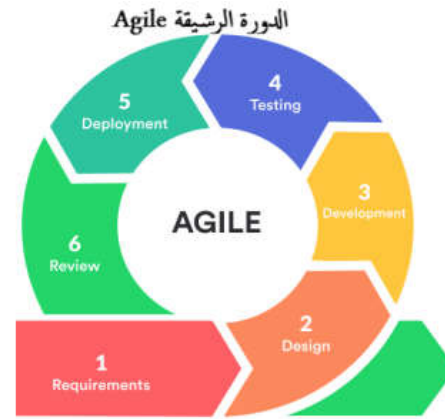 الدورة الرشيقة Agile
4
Testing
5
Deployment
3
Development
AGILE
6
Review
2
Design
1
Requirements